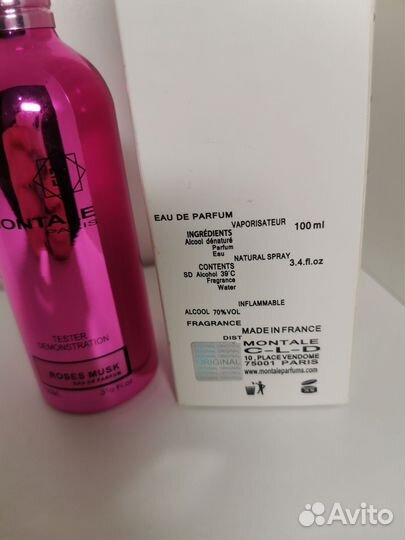 MONTALE
PARIS
TESTER
DEMONSTRATION
ROSES MUSK
EAU DE PARFUM
EAU DE PARFUM
VAPORISATEUR 100 ml
INGRÉDIENTS
Alcool dénaturé
Parfum
Eau
NATURAL SPRAY 3.4.fl.oz
CONTENTS
SD Alcohol 39°C
Fragrance
Water
INFLAMMABLE
ALCOOL 70%VOL
FRAGRANCE
MADE IN FRANCE
DIST MONTALE
C-L-D
10, PLACE VENDOME
75001 PARIS
www.montaleparfums.com
ORIGINAL
Avito